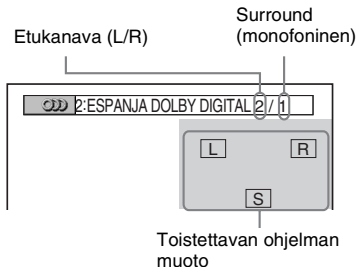 Surround
(monofoninen)
Etukanava (L/R)
2:ESPANJA DOLBY DIGITAL 2 / 1
L R
S
Toistettavan ohjelman
muoto